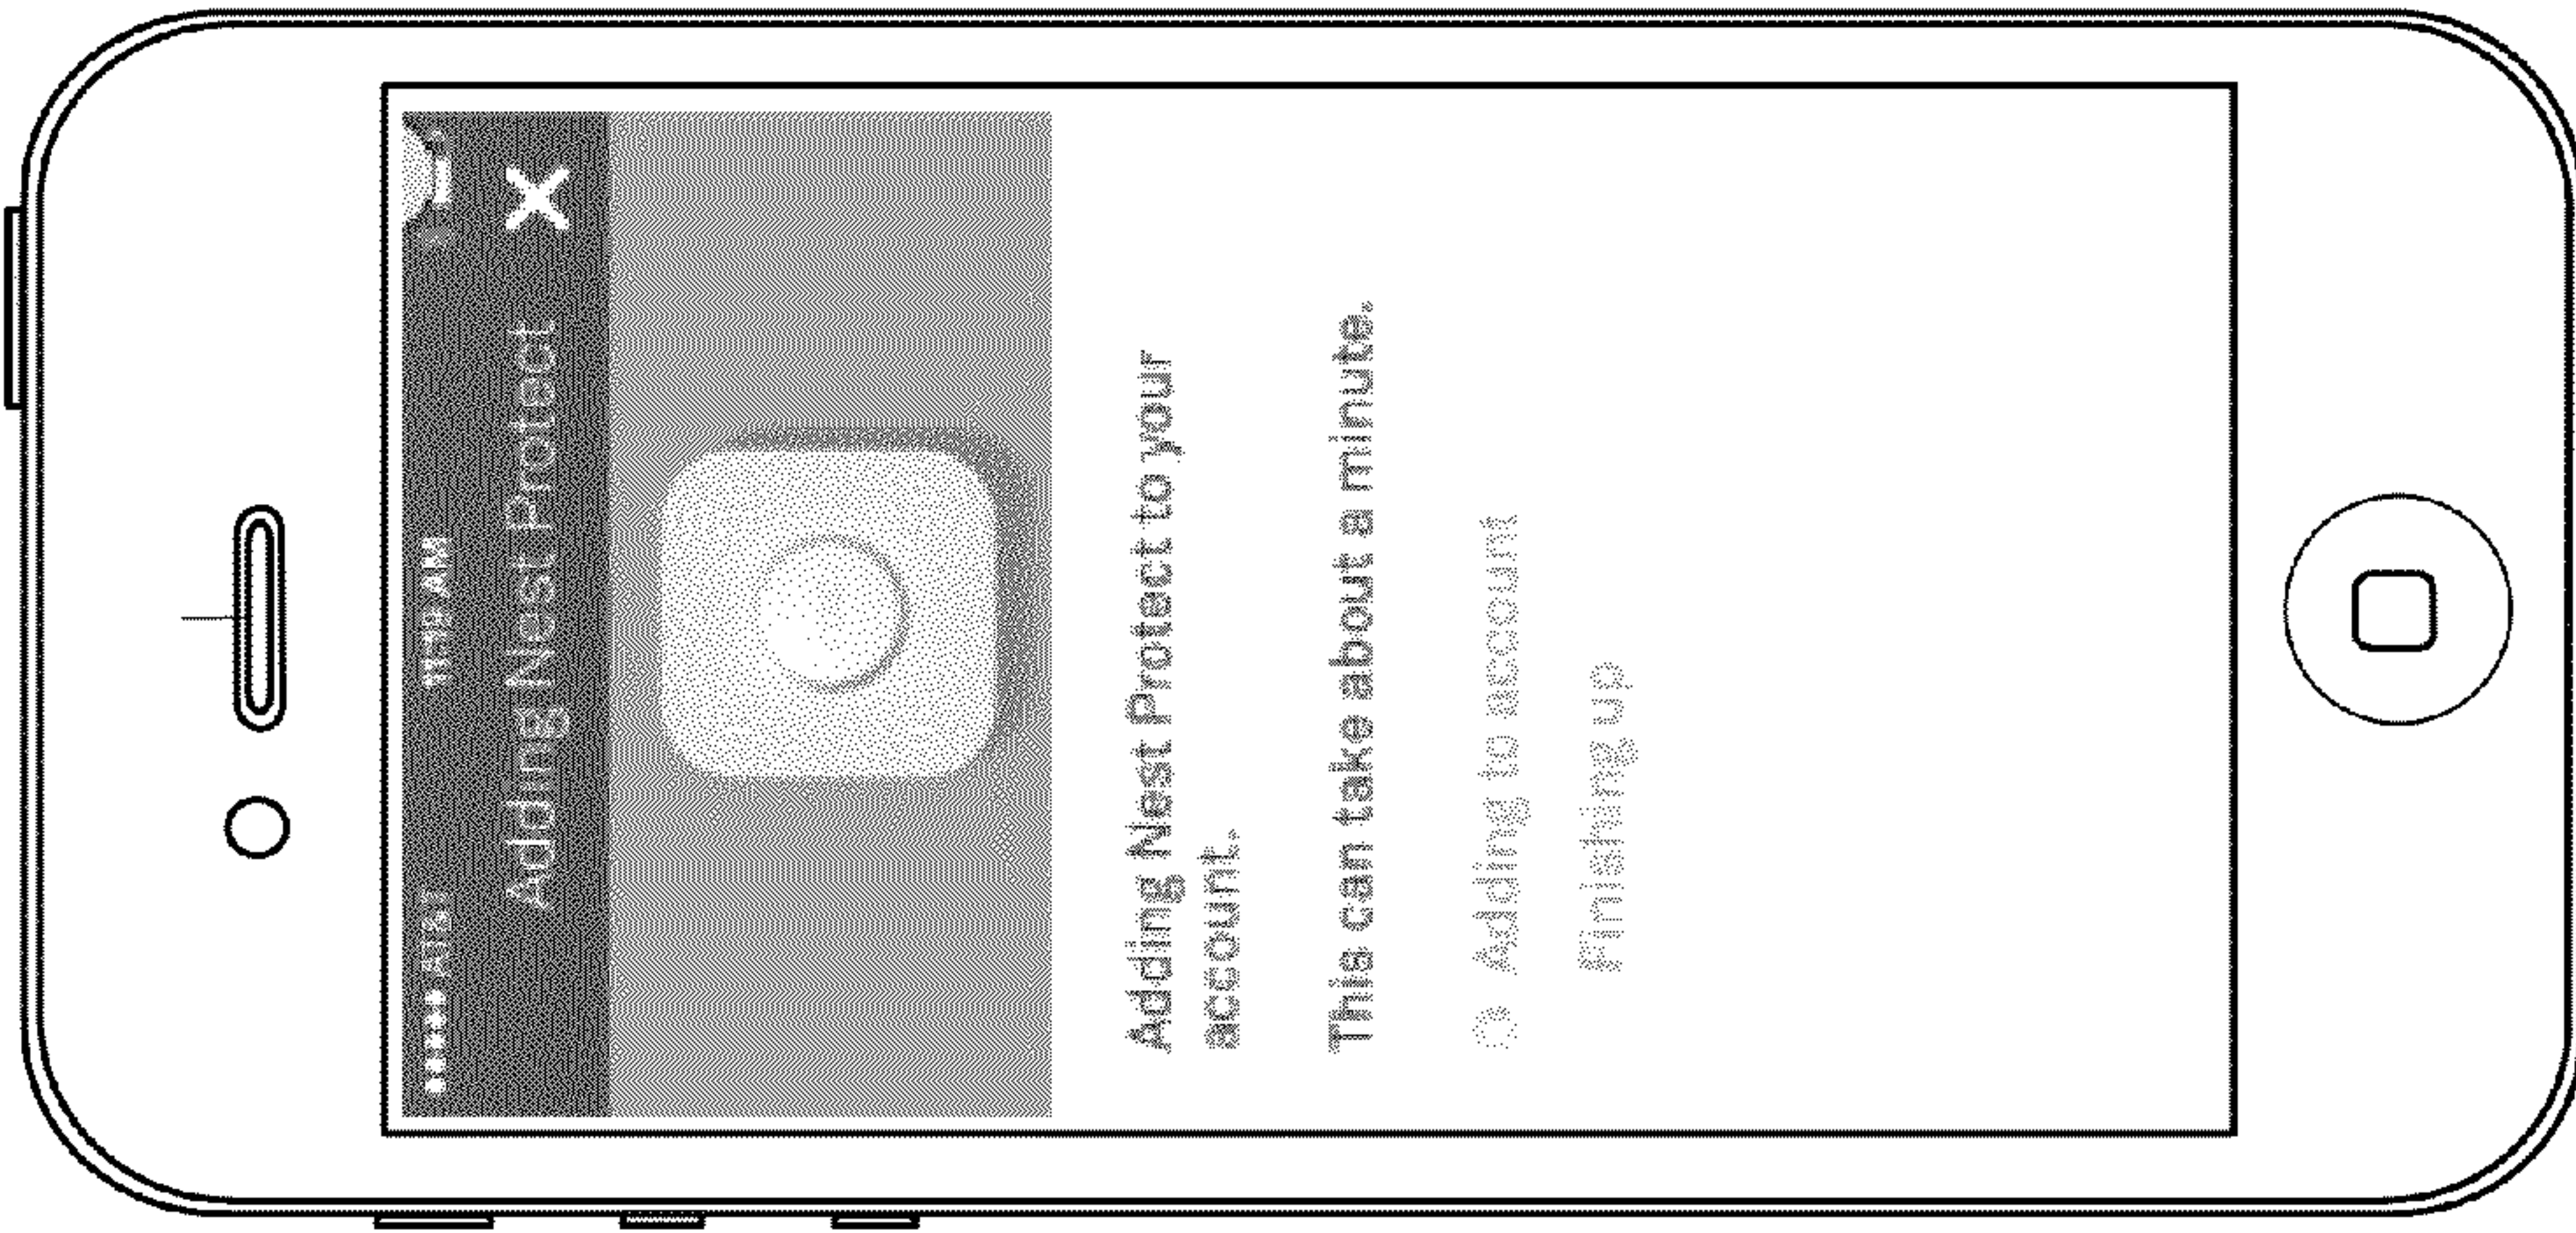 AT&T 11:19 AM
Adding Nest Protect
Adding Nest Protect to your
account.
This can take about a minute.
Adding to account
Finishing up